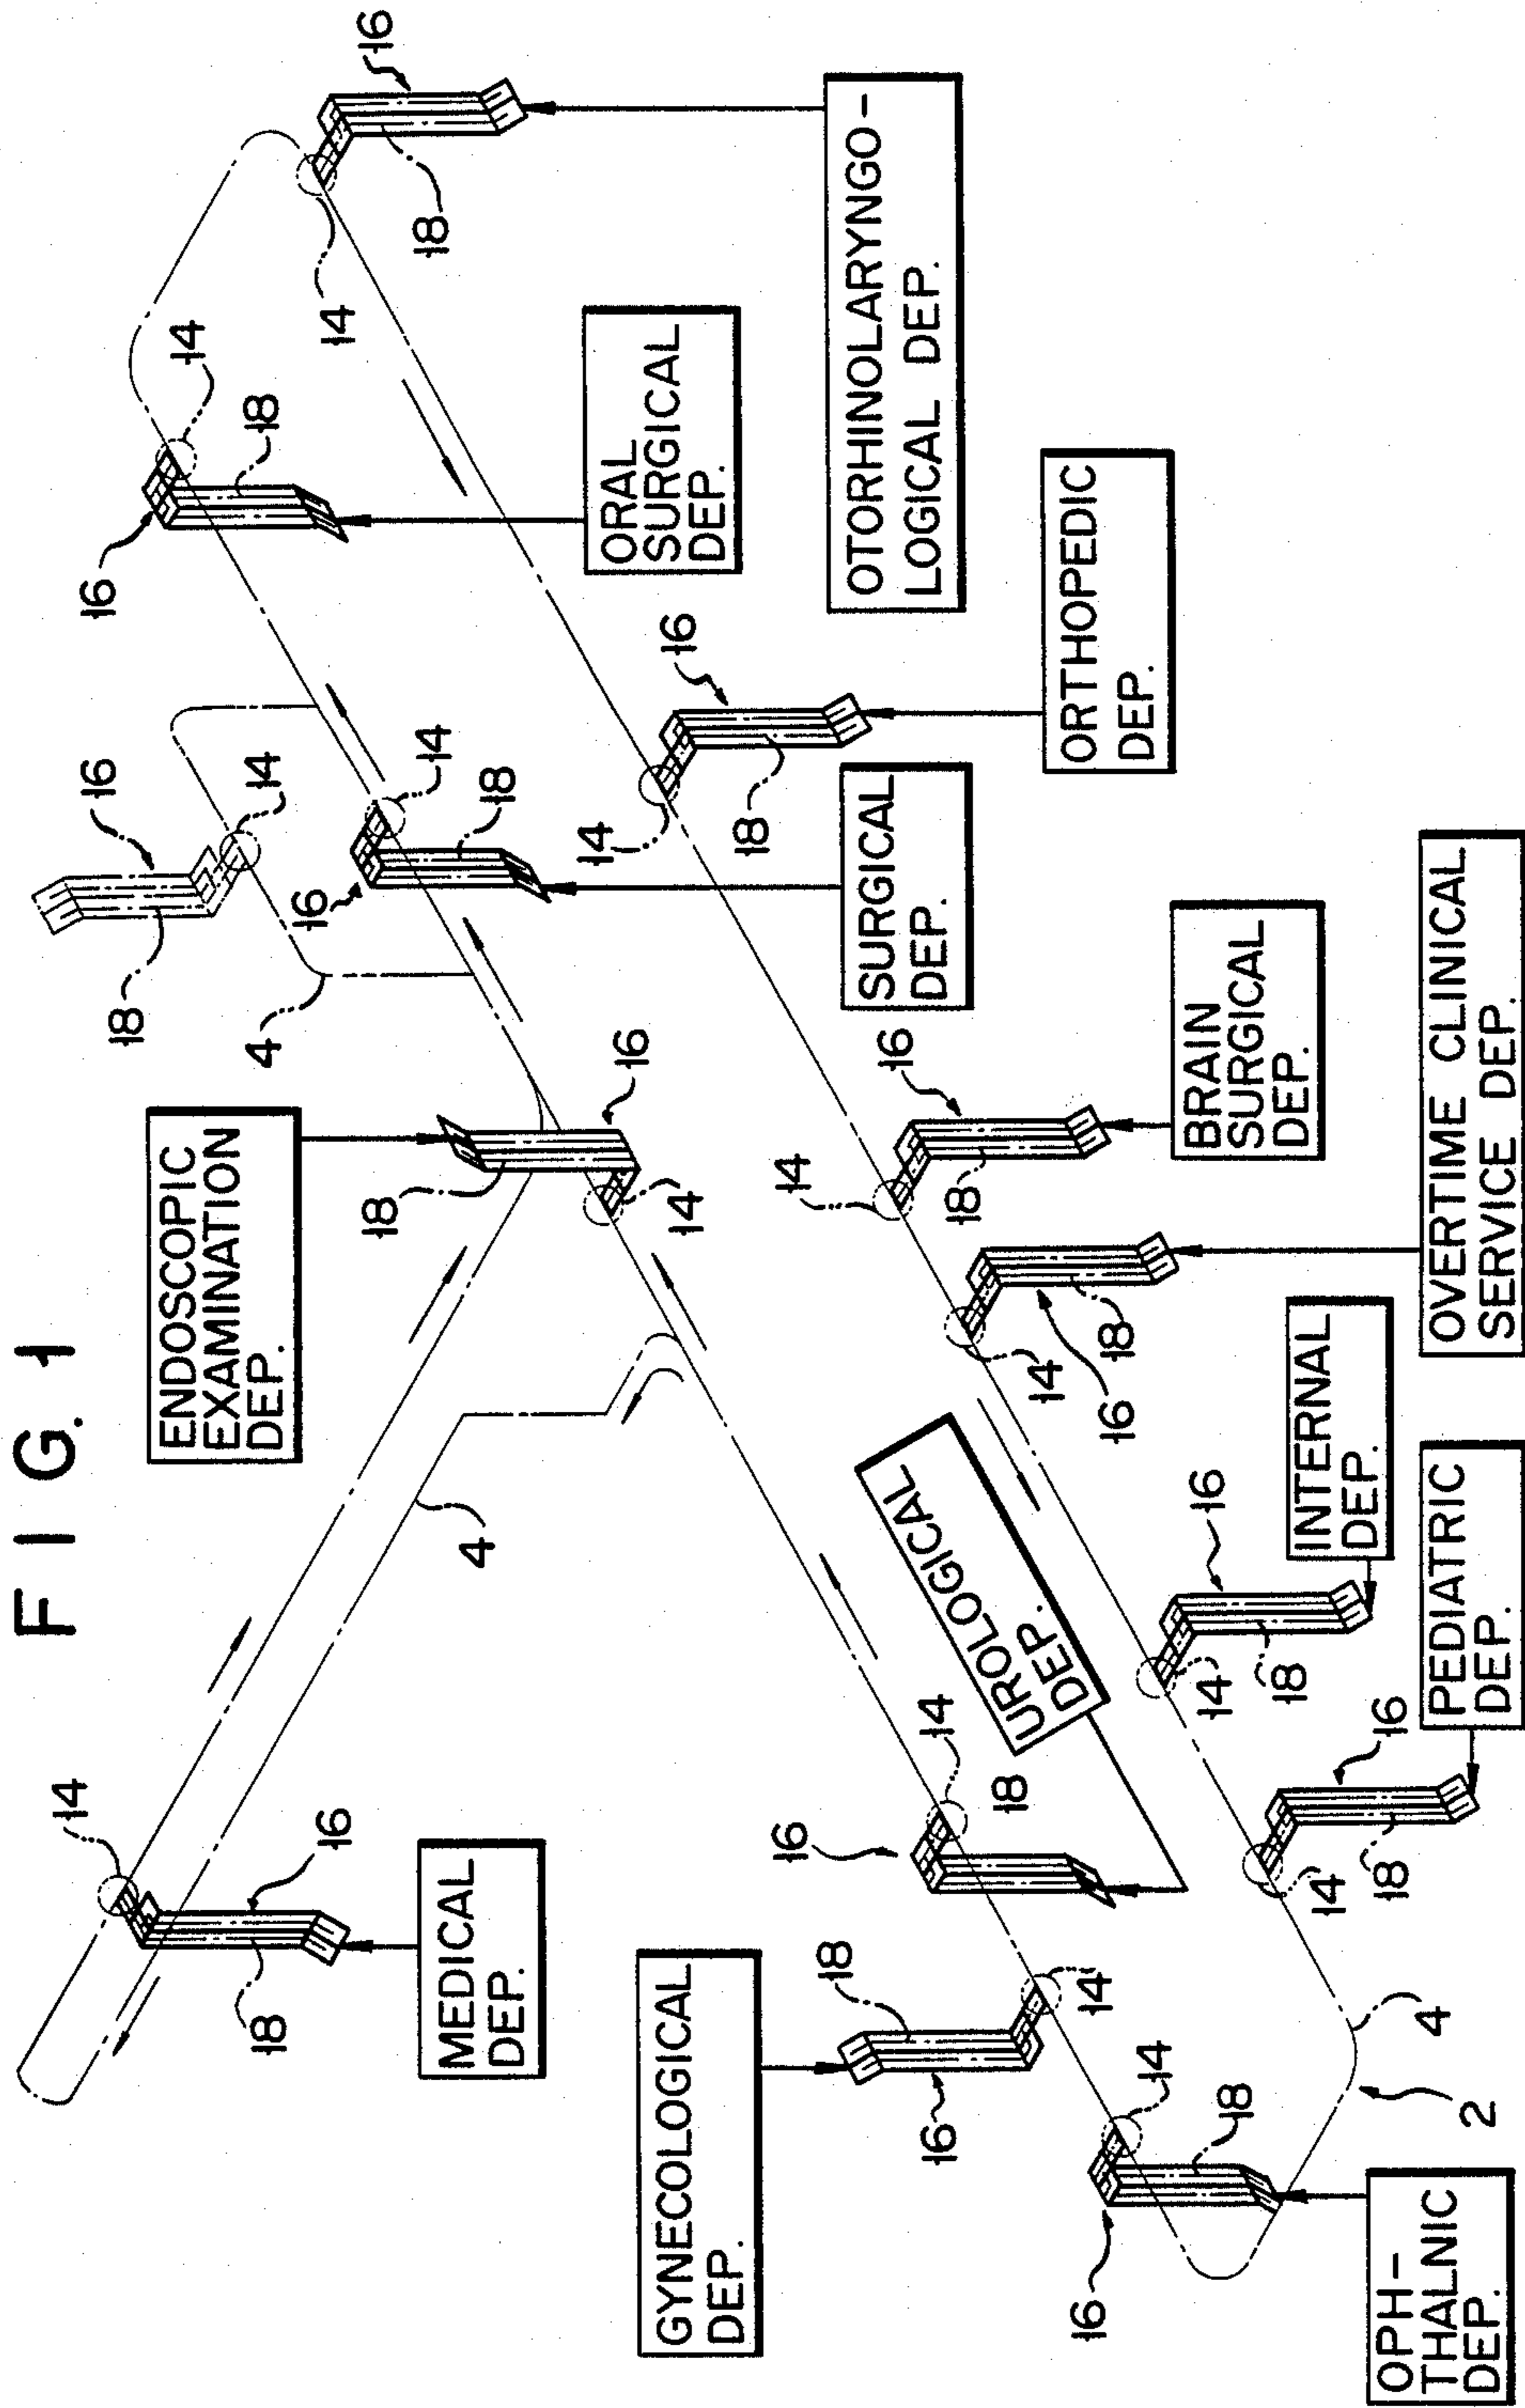 FIG. 1
14
16
16
18
ENDOSCOPIC
EXAMINATION
DEP.
14
4
18
18
14
16
16
14
16
18
18
14
MEDICAL
DEP.
4
18
14
ORAL
SURGICAL
DEP.
16
GYNECOLOGICAL
DEP.
16
14
18
16
14
18
OTORHINOLARYNGO-
LOGICAL DEP.
SURGICAL
DEP.
16
UROLOGICAL
DEP.
14
16
18
18
14
ORTHOPEDIC
DEP.
14
16
16
18
14
BRAIN
SURGICAL
DEP.
14
16
18
18
INTERNAL
DEP.
14
16
18
OPH-
THALNIC
DEP.
4
PEDIATRIC
DEP.
OVERTIME CLINICAL
SERVICE DEP.
2